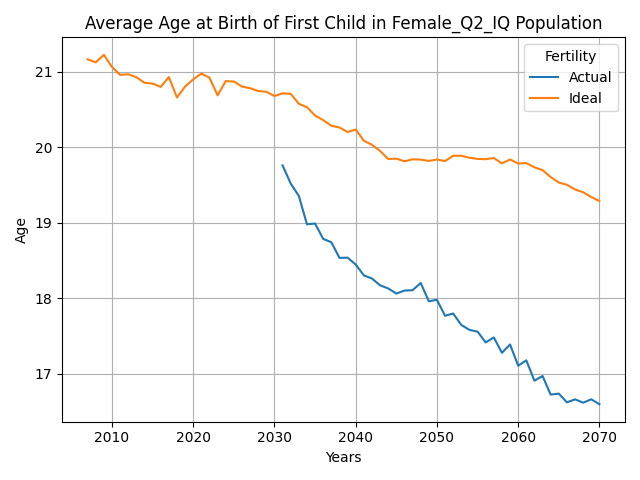 Average Age at Birth of First Child in Female_Q2_IQ Population
Fertility
Actual
Ideal
Age
21
20
19
18
17
2010 2020 2030 2040 2050 2060 2070
Years